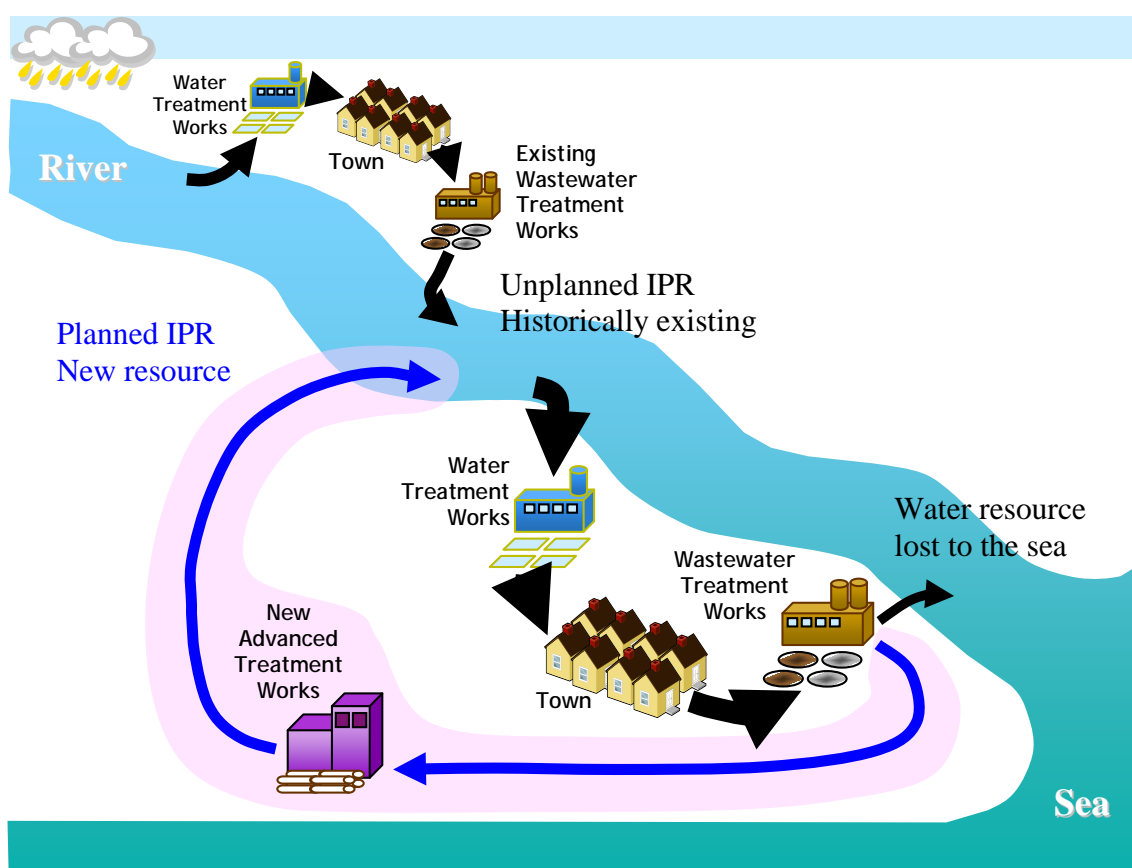 Water
Treatment
Works
River
Town
Existing
Wastewater
Treatment
Works
Unplanned IPR
Historically existing
Planned IPR
New resource
Water
Treatment
Works
Water resource
lost to the sea
Wastewater
Treatment
Works
New
Advanced
Treatment
Works
Town
Sea